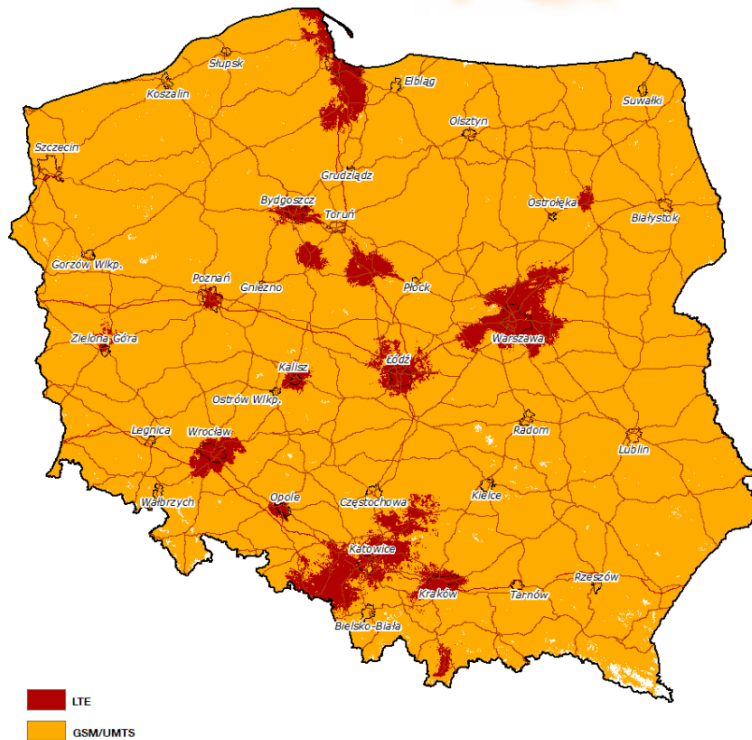 Słupsk
Elbląg
Koszalin
Suwałki
Olsztyn
Szczecin
Grudziądz
Bydgoszcz
Ostrołęka
Toruń
Białystok
Gorzów Wlkp.
Poznań
Gniezno
Płock
Zielona Góra
Warszawa
Łódź
Kalisz
Ostrów Wlkp.
Legnica
Wrocław
Radom
Lublin
Wałbrzych
Opole
Częstochowa
Kielce
Katowice
Rzeszów
Kraków
Tarnów
Bielsko-Biała
LTE
GSM/UMTS